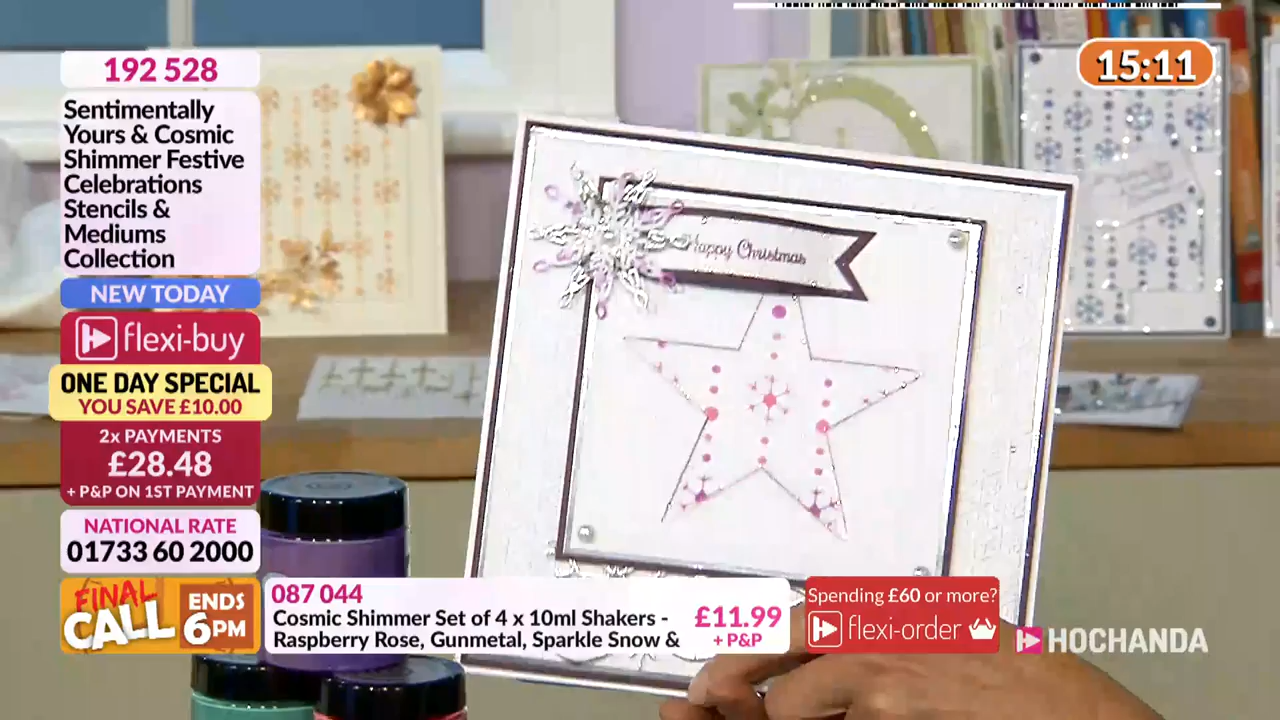 192 528
15:11
Sentimentally
Yours & Cosmic
Shimmer Festive
Celebrations
Stencils &
Mediums
Collection
NEW TODAY
flexi-buy
ONE DAY SPECIAL
YOU SAVE £10.00
2x PAYMENTS
£28.48
+ P&P ON 1ST PAYMENT
NATIONAL RATE
01733 60 2000
Happy Christmas
FINAL
CALL
ENDS
6PM
087 044
Cosmic Shimmer Set of 4 x 10ml Shakers -
Raspberry Rose, Gunmetal, Sparkle Snow &
£11.99
+ P&P
Spending £60 or more?
flexi-order
HOCHANDA